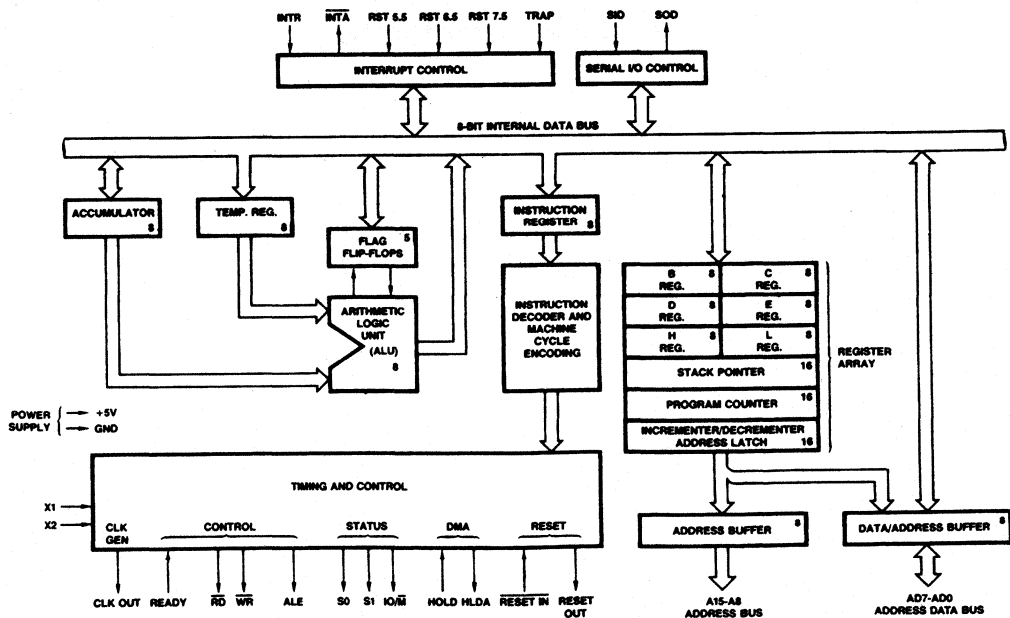 INTR INTA RST 5.5 RST 6.5 RST 7.5 TRAP SID SOD
INTERRUPT CONTROL
SERIAL I/O CONTROL
8-BIT INTERNAL DATA BUS
ACCUMULATOR
8
TEMP. REG.
8
5
FLAG
FLIP-FLOPS
INSTRUCTION
REGISTER
8
ARITHMETIC
LOGIC
UNIT
(ALU)
8
INSTRUCTION
DECODER AND
MACHINE
CYCLE
ENCODING
B 8
REG.
C 8
REG.
D 8
REG.
E 8
REG.
H 8
REG.
L 8
REG.
STACK POINTER 16
PROGRAM COUNTER 16
INCREMENTER/DECREMENTER
ADDRESS LATCH 16
REGISTER
ARRAY
POWER
SUPPLY
+5V
GND
TIMING AND CONTROL
X1
X2
CLK
GEN
CONTROL
STATUS
DMA
RESET
CLK OUT READY RD WR ALE S0 S1 IO/M HOLD HLDA RESET IN RESET
OUT
ADDRESS BUFFER 8
DATA/ADDRESS BUFFER 8
A15-A8
ADDRESS BUS
AD7-AD0
ADDRESS DATA BUS